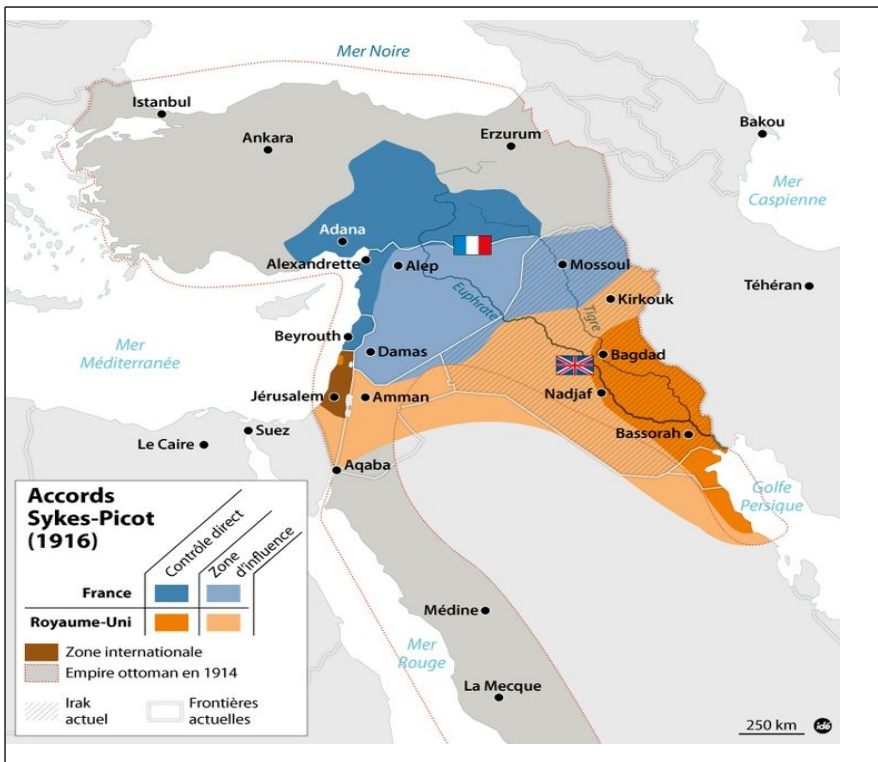 Mer Noire
Istanbul
Ankara
Erzurum
Bakou
Mer
Caspienne
Adana
Alexandrette
Alep
Mossoul
Téhéran
Euphrate
Tigre
Kirkouk
Mer
Méditerranée
Beyrouth
Damas
Bagdad
Jérusalem
Amman
Nadjaf
Suez
Le Caire
Bassorah
Aqaba
Golfe
Persique
Accords
Sykes-Picot
(1916)
Contrôle direct
Zone
d'influence
France
Royaume-Uni
Zone internationale
Empire ottoman en 1914
Irak
actuel
Frontières
actuelles
Médine
Mer
Rouge
La Mecque
250 km
idé